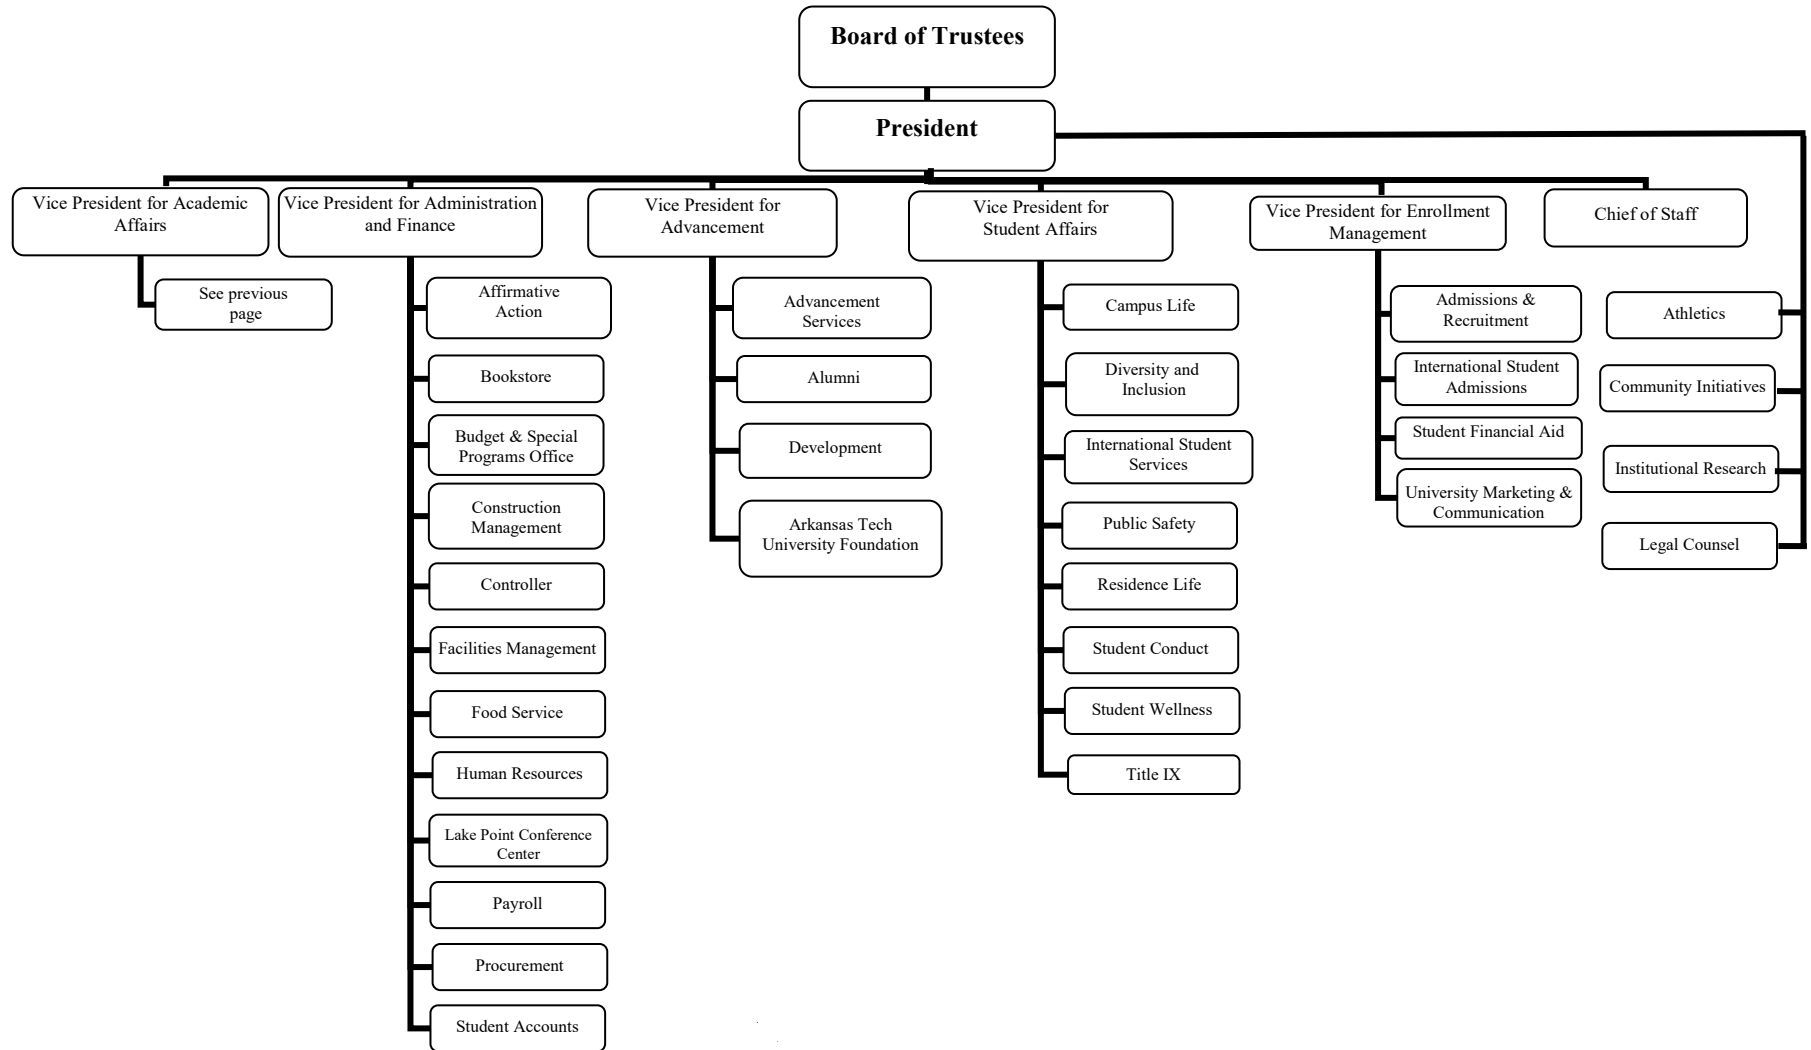 Board of Trustees
President
Vice President for Academic
Affairs
See previous
page
Vice President for Administration
and Finance
Affirmative
Action
Bookstore
Budget & Special
Programs Office
Construction
Management
Controller
Facilities Management
Food Service
Human Resources
Lake Point Conference
Center
Payroll
Procurement
Student Accounts
Vice President for
Advancement
Advancement
Services
Alumni
Development
Arkansas Tech
University Foundation
Vice President for
Student Affairs
Campus Life
Diversity and
Inclusion
International Student
Services
Public Safety
Residence Life
Student Conduct
Student Wellness
Title IX
Vice President for Enrollment
Management
Admissions &
Recruitment
International Student
Admissions
Student Financial Aid
University Marketing &
Communication
Chief of Staff
Athletics
Community Initiatives
Institutional Research
Legal Counsel